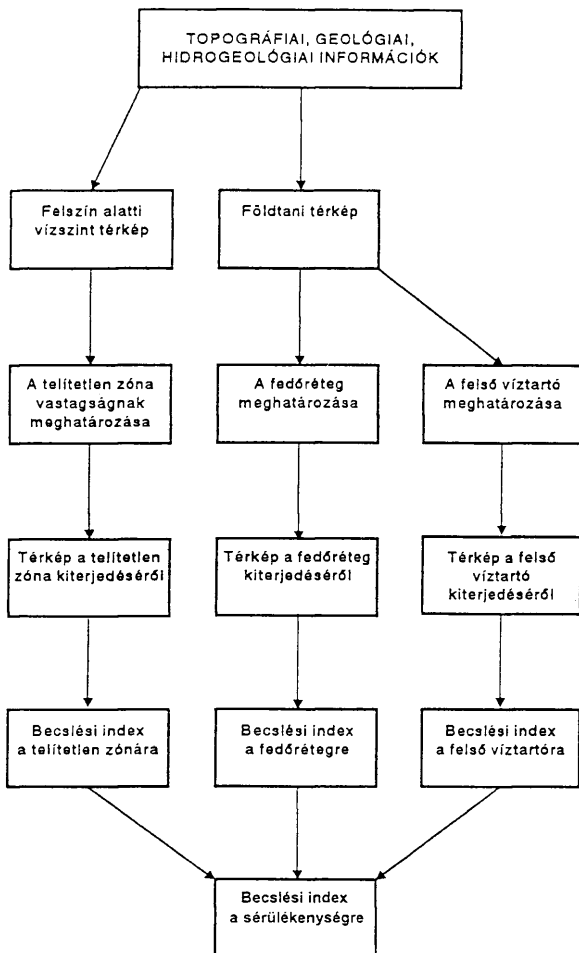 TOPOGRÁFIAI, GEOLÓGIAI,
HIDROGEOLÓGIAI INFORMÁCIÓK
Felszín alatti
vízszint térkép
Földtani térkép
A telítetlen zóna
vastagságnak
meghatározása
A fedőréteg
meghatározása
A felső víztartó
meghatározása
Térkép a telítetlen
zóna kiterjedéséről
Térkép a fedőréteg
kiterjedéséről
Térkép a felső
víztartó
kiterjedéséről
Becslési index
a telítetlen zónára
Becslési index
a fedőrétegre
Becslési index
a felső víztartóra
Becslési index
a sérülékenységre